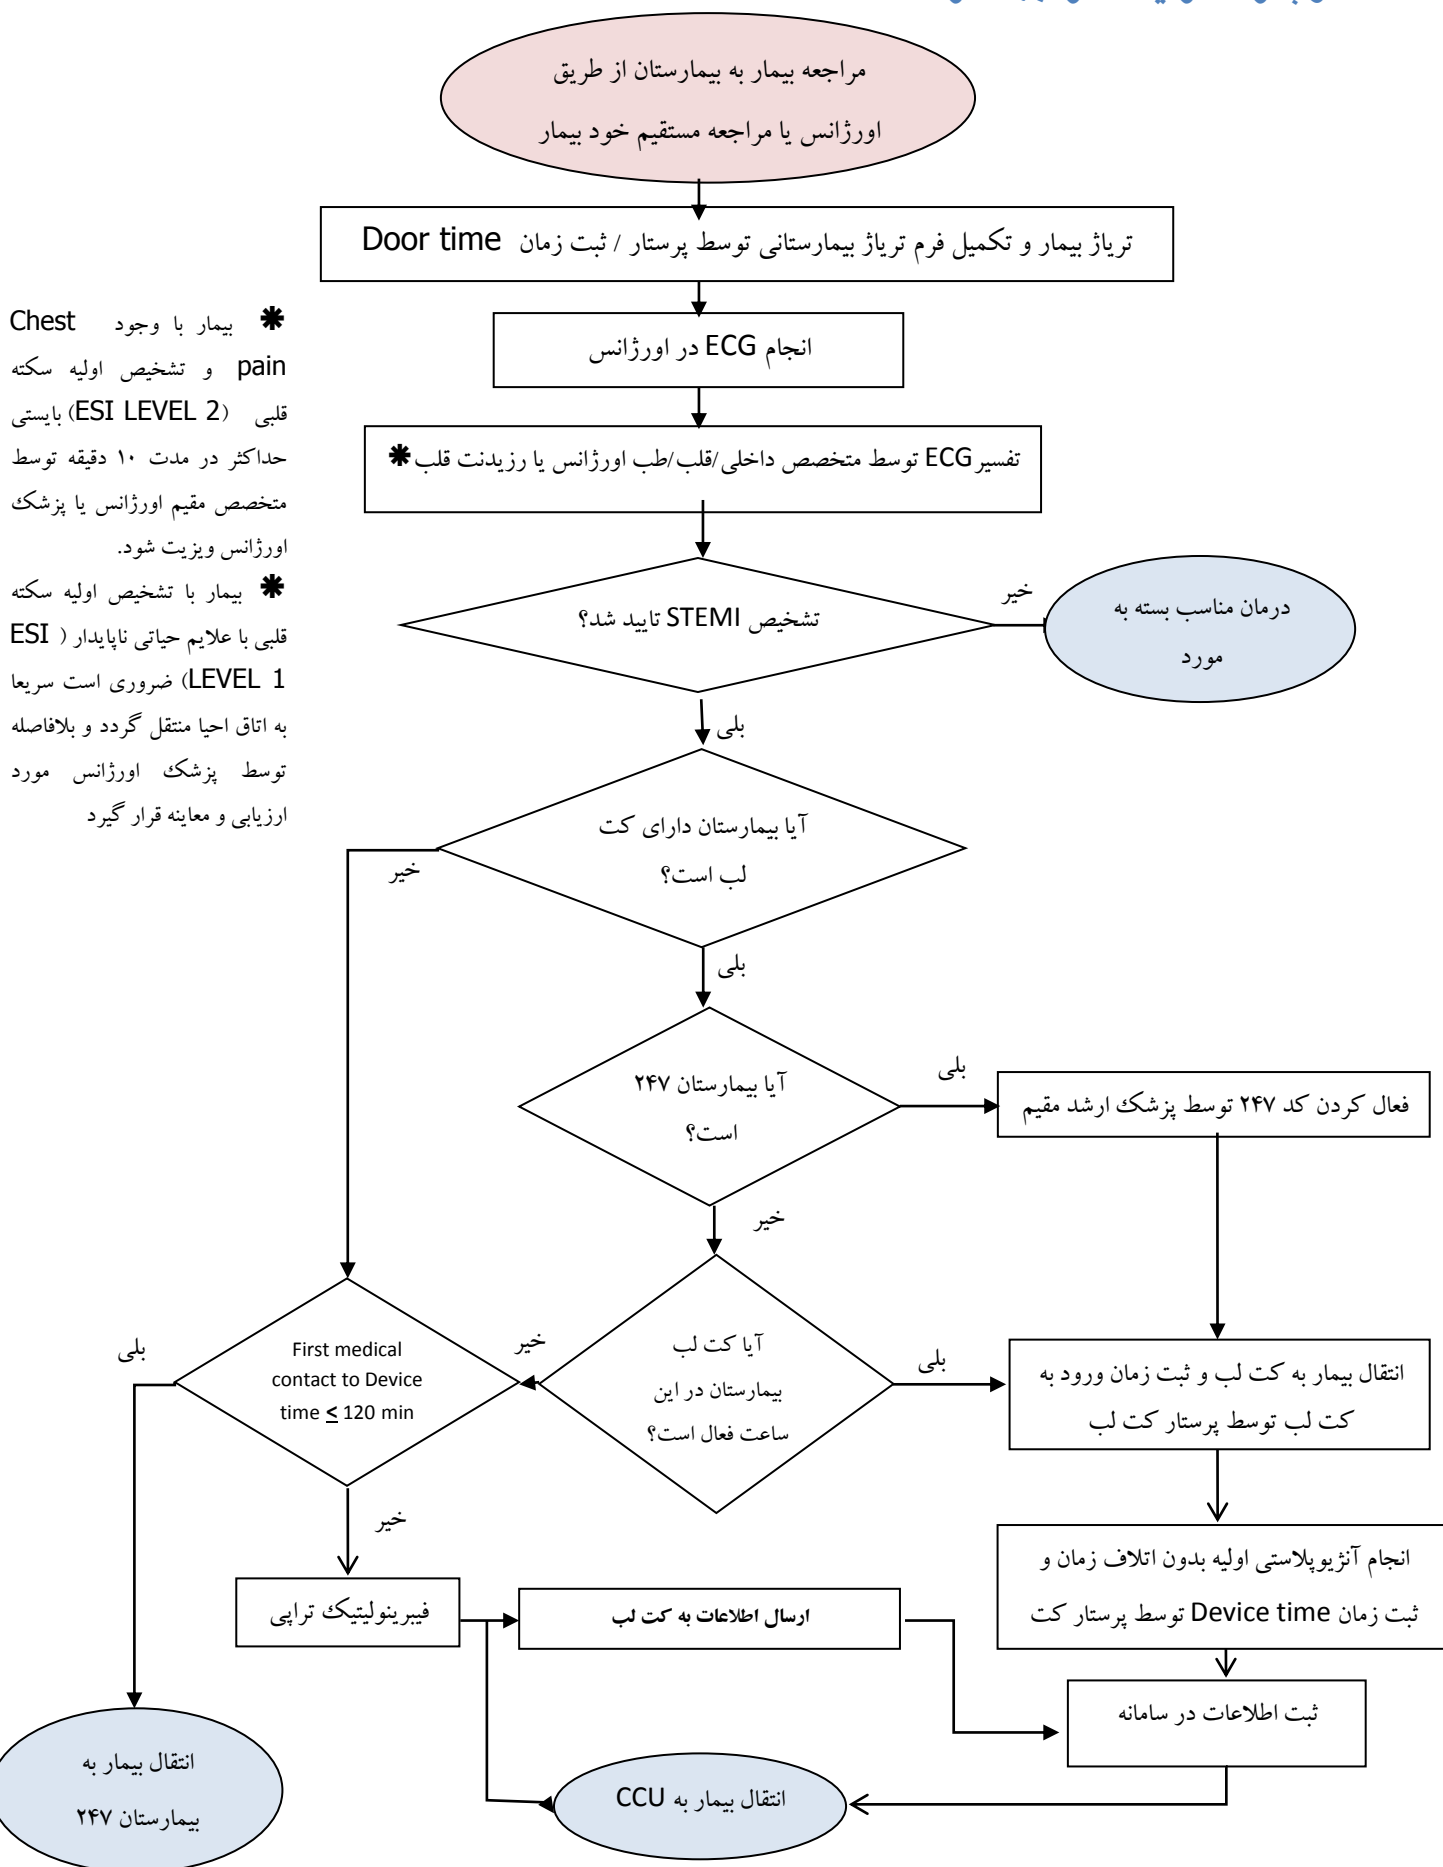 مراجعه بیمار به بیمارستان از طریق
اورژانس یا مراجعه مستقیم خود بیمار
تریاژ بیمار و تکمیل فرم تریاژ بیمارستانی توسط پرستار / ثبت زمان Door time
انجام ECG در اورژانس
تفسیر ECG توسط متخصص داخلی/قلب/طب اورژانس یا رزیدنت قلب ✱
✱ بیمار با وجود Chest
pain و تشخیص اولیه سکته
قلبی (ESI LEVEL 2) بایستی
حداکثر در مدت ۱۰ دقیقه توسط
متخصص مقیم اورژانس یا پزشک
اورژانس ویزیت شود.
✱ بیمار با تشخیص اولیه سکته
قلبی با علایم حیاتی ناپایدار ( ESI
LEVEL 1) ضروری است سریعا
به اتاق احیا منتقل گردد و بلافاصله
توسط پزشک اورژانس مورد
ارزیابی و معاینه قرار گیرد
تشخیص STEMI تایید شد؟
خیر
درمان مناسب بسته به
مورد
بلی
آیا بیمارستان دارای کت
لب است؟
خیر
بلی
آیا بیمارستان ۲۴۷
است؟
بلی
فعال کردن کد ۲۴۷ توسط پزشک ارشد مقیم
خیر
آیا کت لب
بیمارستان در این
ساعت فعال است؟
بلی
انتقال بیمار به کت لب و ثبت زمان ورود به
کت لب توسط پرستار کت لب
خیر
First medical
contact to Device
time ≤ 120 min
بلی
خیر
انجام آنژیوپلاستی اولیه بدون اتلاف زمان و
ثبت زمان Device time توسط پرستار کت
فیبرینولیتیک تراپی
ارسال اطلاعات به کت لب
ثبت اطلاعات در سامانه
انتقال بیمار به
بیمارستان ۲۴۷
انتقال بیمار به CCU